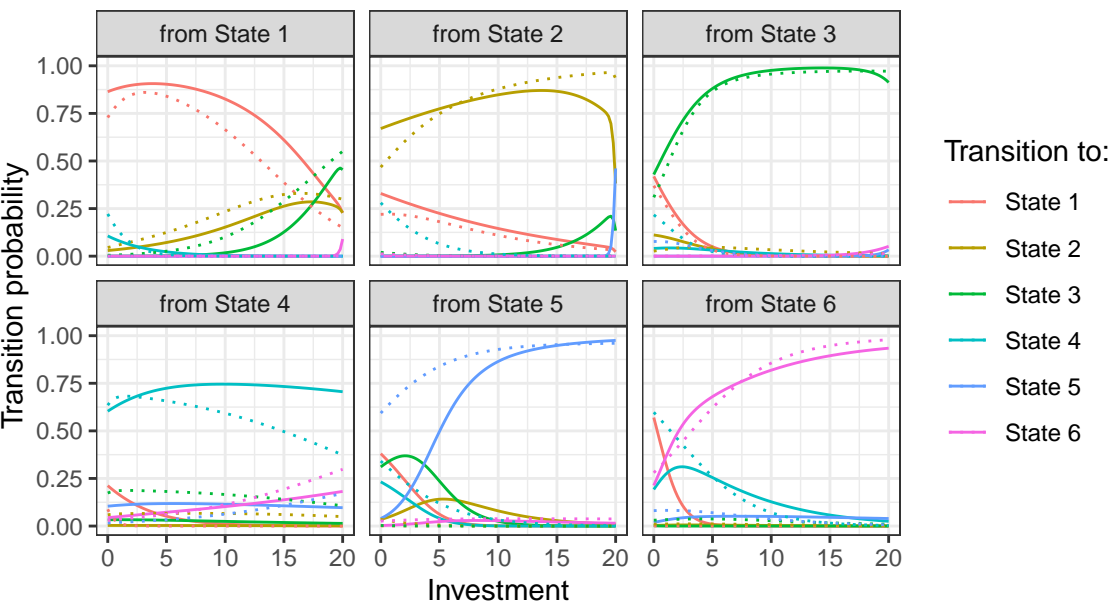 from State 1 from State 2 from State 3
1.00
0.75
0.50
0.25
0.00
from State 4 from State 5 from State 6
1.00
0.75
0.50
0.25
0.00
0 5 10 15 20 0 5 10 15 20 0 5 10 15 20
Investment
Transition probability
Transition to:
State 1
State 2
State 3
State 4
State 5
State 6